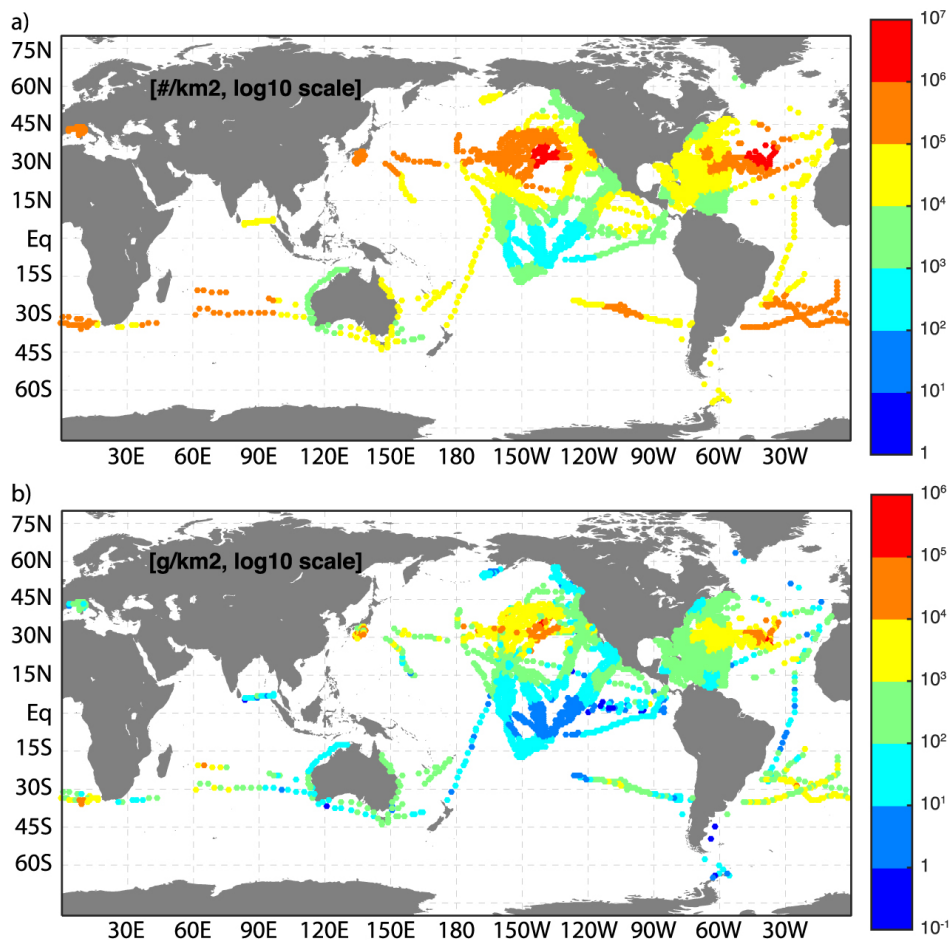 a)
[#/km2, log10 scale]
75N
60N
45N
30N
15N
Eq
15S
30S
45S
60S
30E 60E 90E 120E 150E 180 150W 120W 90W 60W 30W
10⁷
10⁶
10⁵
10⁴
10³
10²
10¹
1
b)
[g/km2, log10 scale]
75N
60N
45N
30N
15N
Eq
15S
30S
45S
60S
30E 60E 90E 120E 150E 180 150W 120W 90W 60W 30W
10⁶
10⁵
10⁴
10³
10²
10¹
1
10⁻¹